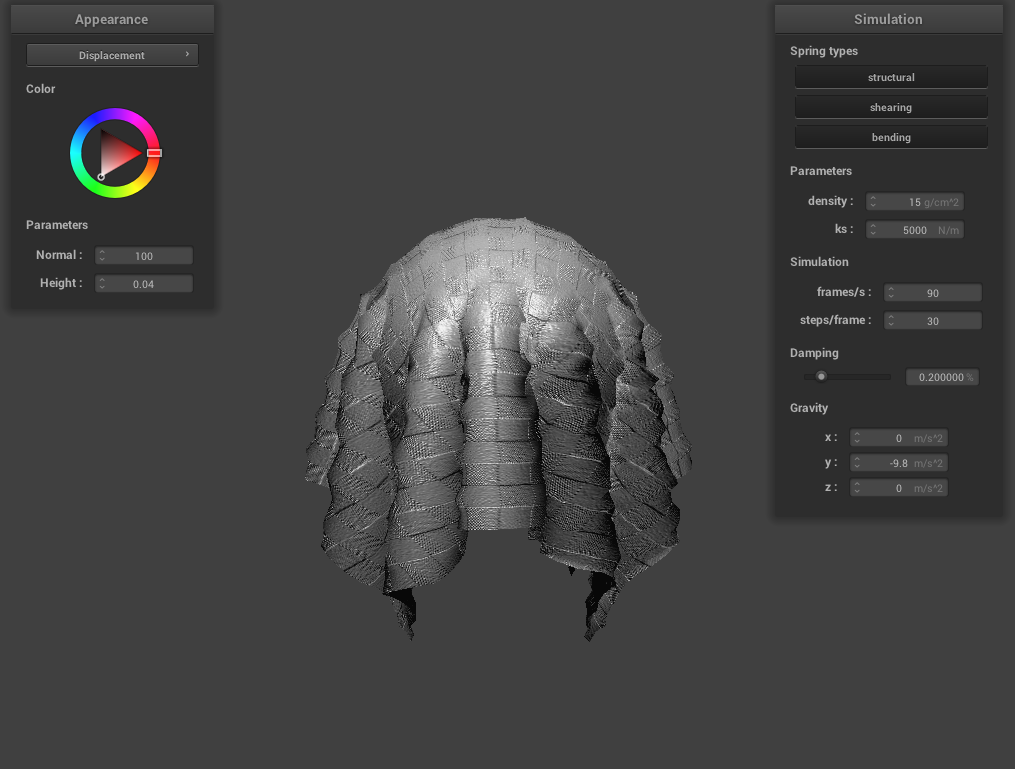 Appearance
Displacement ›
Color
Parameters
Normal : 100
Height : 0.04
Simulation
Spring types
structural
shearing
bending
Parameters
density : 15 g/cm^2
ks : 5000 N/m
Simulation
frames/s : 90
steps/frame : 30
Damping
0.200000 %
Gravity
x : 0 m/s^2
y : -9.8 m/s^2
z : 0 m/s^2